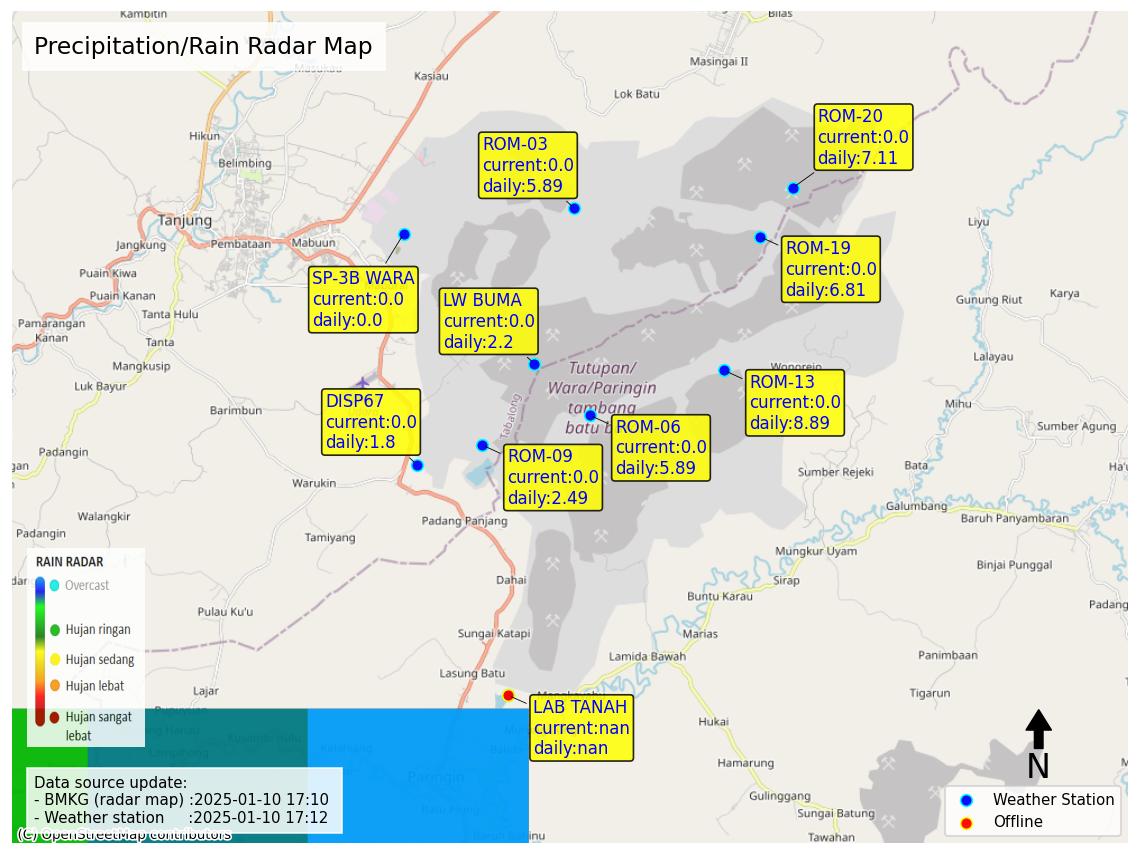 Precipitation/Rain Radar Map
Kambitin
Bilas
Masukau
Kasiau
Masingai II
Lok Batu
Hikun
Belimbing
ROM-03
current:0.0
daily:5.89
ROM-20
current:0.0
daily:7.11
Tanjung
Jangkung
Pembataan
Mabuun
Liyu
Puain Kiwa
Puain Kanan
SP-3B WARA
current:0.0
daily:0.0
ROM-19
current:0.0
daily:6.81
LW BUMA
current:0.0
daily:2.2
Gunung Riut
Karya
Pamarangan
Kanan
Tanta Hulu
Tanta
Mangkusip
Luk Bayur
Lalayau
Wonorejo
Tutupan/
Wara/Paringin
tambang
batu b
ROM-13
current:0.0
daily:8.89
DISP67
current:0.0
daily:1.8
Barimbun
Tabalong
Mihu
ROM-06
current:0.0
daily:5.89
Sumber Agung
Padangin
ROM-09
current:0.0
daily:2.49
Warukin
Sumber Rejeki
Bata
Galumbang
Baruh Panyambaran
Walangkir
Padangin
Padang Panjang
Tamiyang
Mungkur Uyam
Binjai Punggal
Dahai
Sirap
Buntu Karau
Padang
RAIN RADAR
Overcast
Hujan ringan
Hujan sedang
Hujan lebat
Hujan sangat
lebat
Pulau Ku'u
Sungai Katapi
Marias
Lamida Bawah
Panimbaan
Lasung Batu
Lajar
Tigarun
LAB TANAH
current:nan
daily:nan
Hukai
Hamarung
Paringin
N
Gulinggang
Sungai Batung
Tawahan
Data source update:
- BMKG (radar map) :2025-01-10 17:10
- Weather station :2025-01-10 17:12
(C) OpenStreetMap contributors
Weather Station
Offline